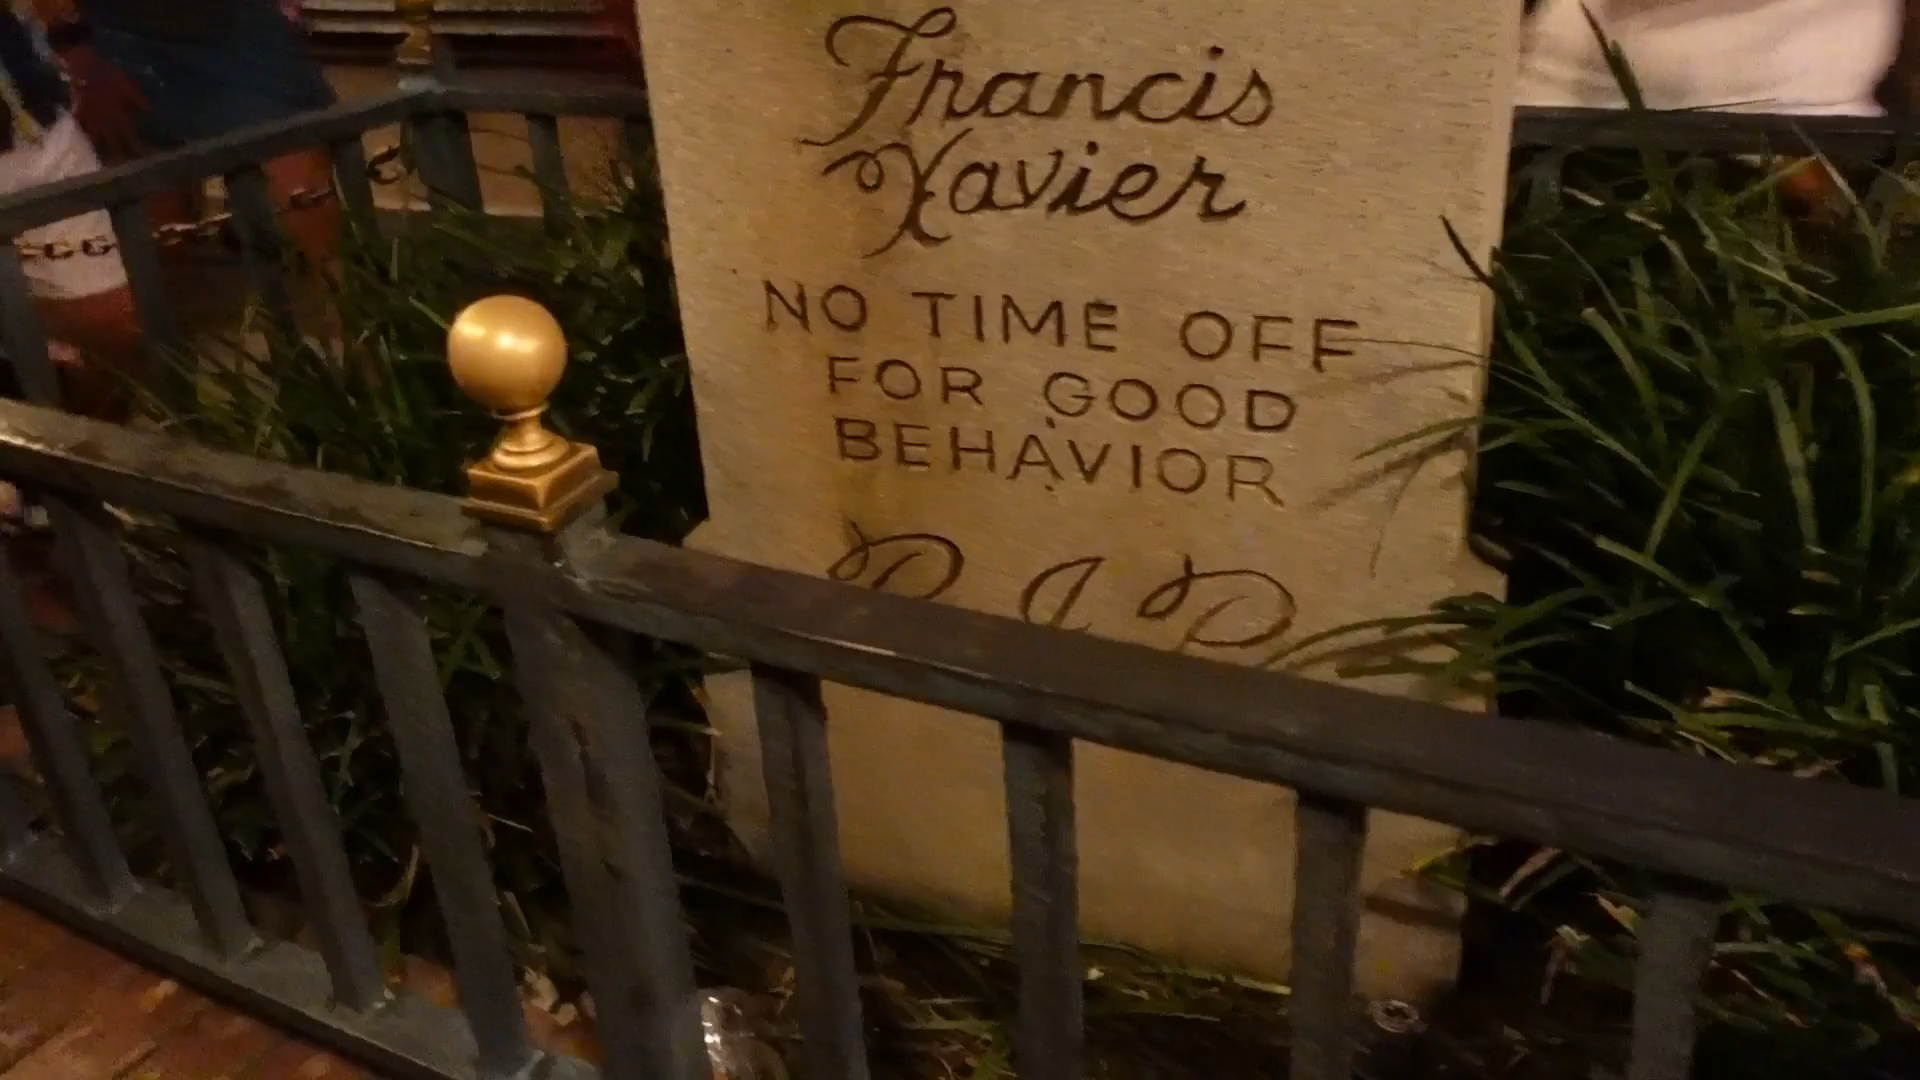 Francis
Xavier
NO TIME OFF
FOR GOOD
BEHAVIOR
R I P